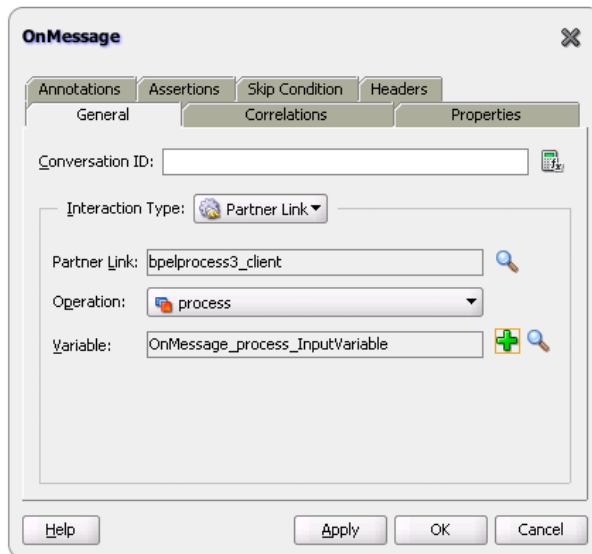 OnMessage
Annotations Assertions Skip Condition Headers
General Correlations Properties
Conversation ID:
Interaction Type: Partner Link
Partner Link: bpelprocess3_client
Operation: process
Variable: OnMessage_process_InputVariable
Help Apply OK Cancel